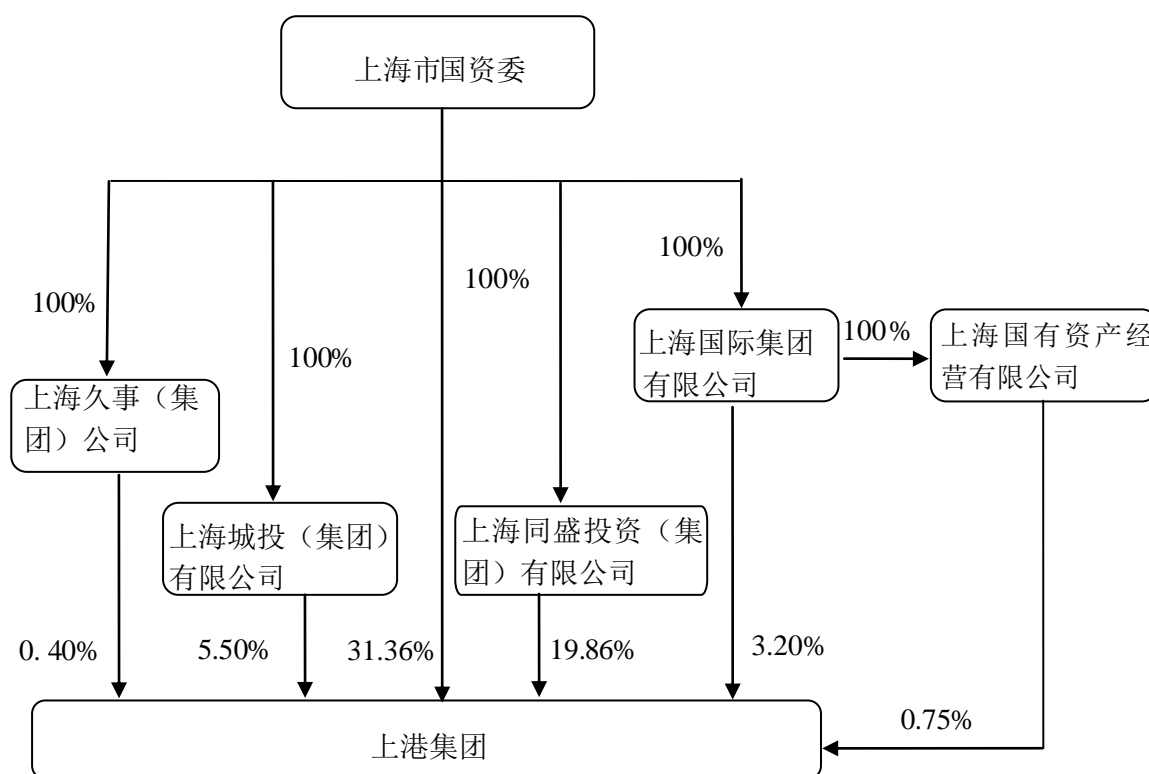 上海市国资委
100%
100%
100%
100%
100%
上海国际集团
有限公司
上海国有资产经
营有限公司
上海久事（集
团）公司
上海城投（集团）
有限公司
上海同盛投资（集
团）有限公司
0. 40%
5.50%
31.36%
19.86%
3.20%
0.75%
上港集团